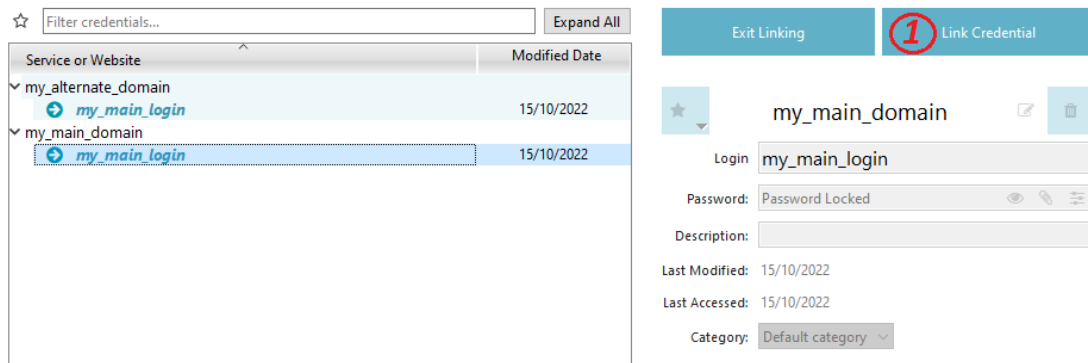 Filter credentials...
Expand All
Service or Website
Modified Date
my_alternate_domain
my_main_login
15/10/2022
my_main_domain
my_main_login
15/10/2022
Exit Linking
1
Link Credential
my_main_domain
Login
my_main_login
Password:
Password Locked
Description:
Last Modified:
15/10/2022
Last Accessed:
15/10/2022
Category:
Default category